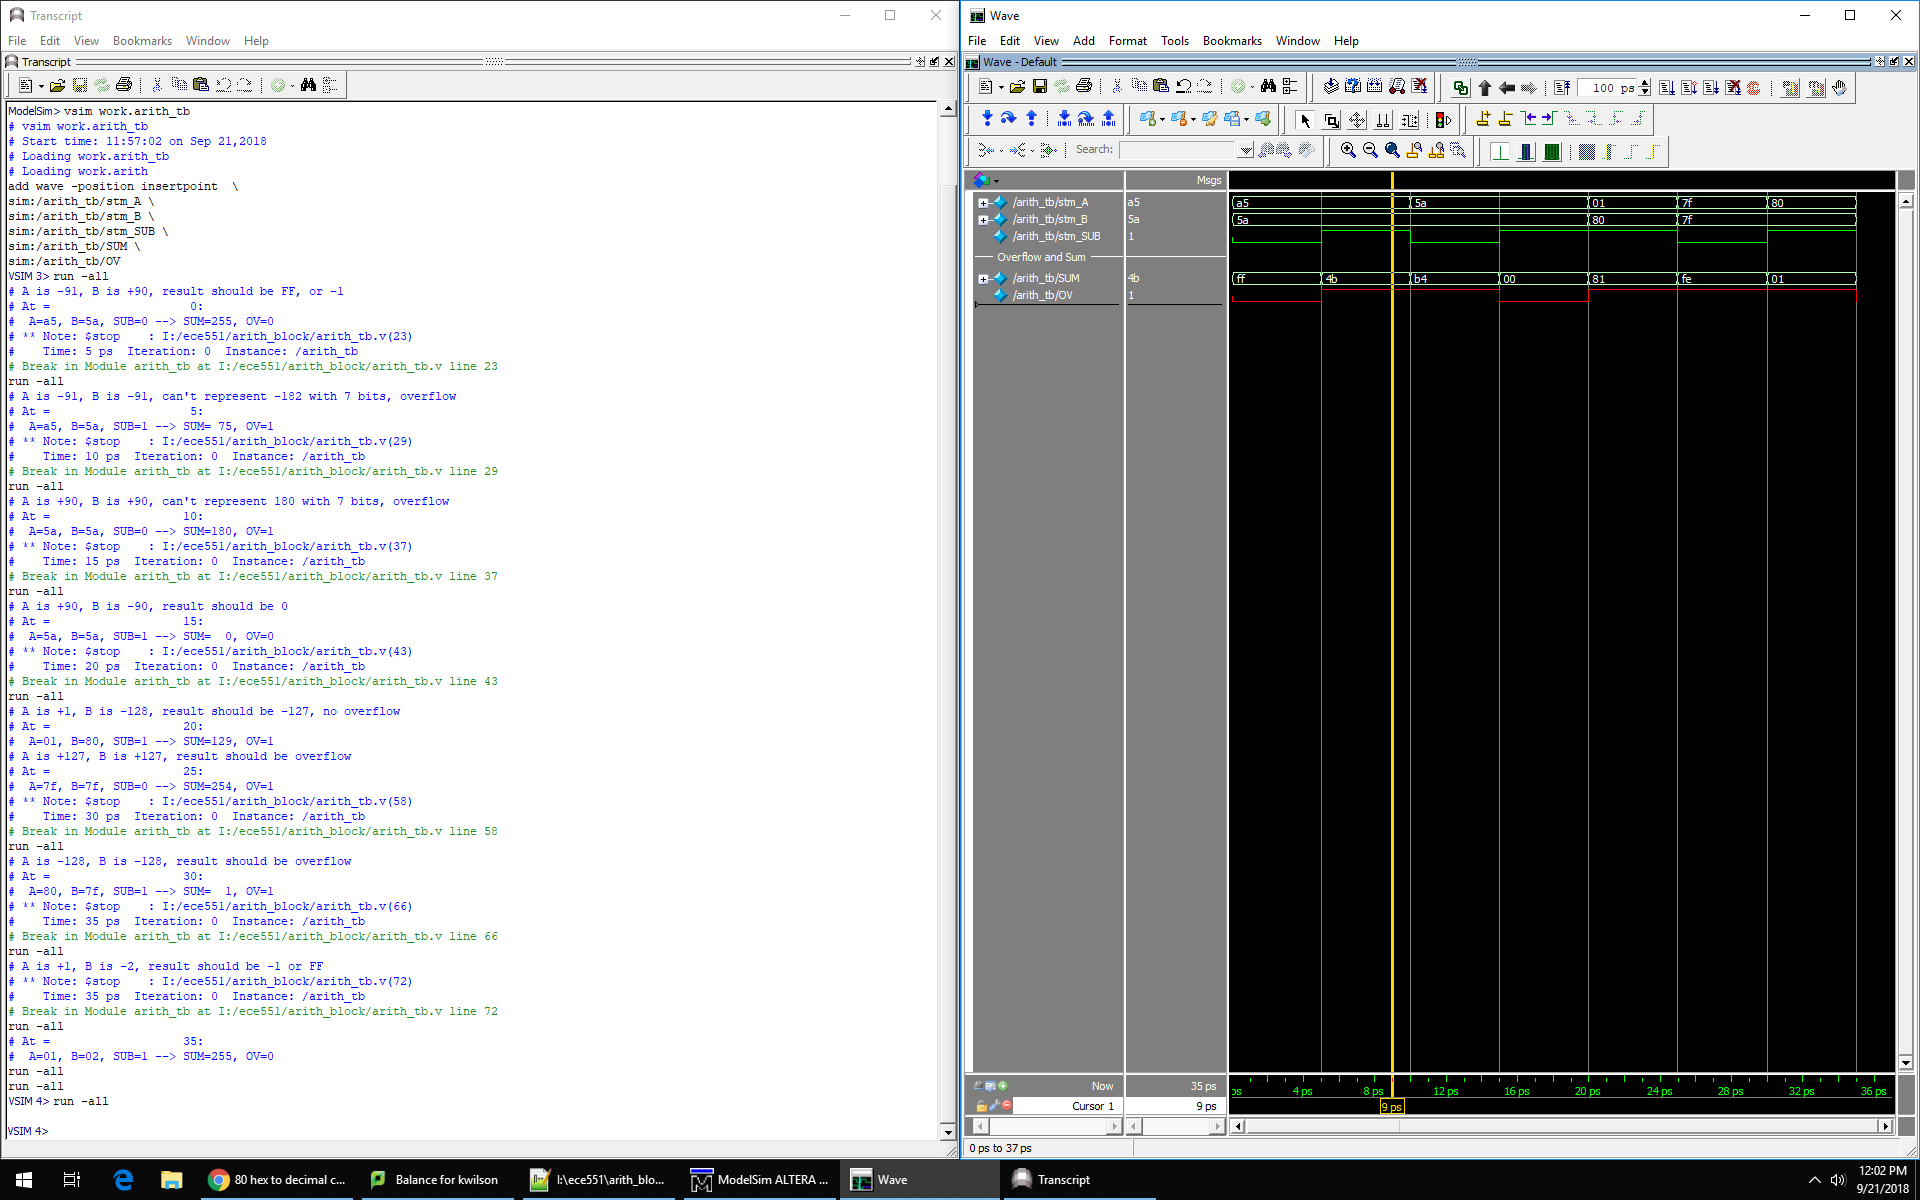 Transcript
File Edit View Bookmarks Window Help
Transcript
ModelSim> vsim work.arith_tb
# vsim work.arith_tb
# Start time: 11:57:02 on Sep 21,2018
# Loading work.arith_tb
# Loading work.arith
add wave -position insertpoint \
sim:/arith_tb/stm_A \
sim:/arith_tb/stm_B \
sim:/arith_tb/stm_SUB \
sim:/arith_tb/SUM \
sim:/arith_tb/OV
VSIM 3> run -all
# A is -91, B is +90, result should be FF, or -1
# At = 0:
# A=a5, B=5a, SUB=0 --> SUM=255, OV=0
# ** Note: $stop : I:/ece551/arith_block/arith_tb.v(23)
# Time: 5 ps Iteration: 0 Instance: /arith_tb
# Break in Module arith_tb at I:/ece551/arith_block/arith_tb.v line 23
run -all
# A is -91, B is -91, can't represent -182 with 7 bits, overflow
# At = 5:
# A=a5, B=5a, SUB=1 --> SUM= 75, OV=1
# ** Note: $stop : I:/ece551/arith_block/arith_tb.v(29)
# Time: 10 ps Iteration: 0 Instance: /arith_tb
# Break in Module arith_tb at I:/ece551/arith_block/arith_tb.v line 29
run -all
# A is +90, B is +90, can't represent 180 with 7 bits, overflow
# At = 10:
# A=5a, B=5a, SUB=0 --> SUM=180, OV=1
# ** Note: $stop : I:/ece551/arith_block/arith_tb.v(37)
# Time: 15 ps Iteration: 0 Instance: /arith_tb
# Break in Module arith_tb at I:/ece551/arith_block/arith_tb.v line 37
run -all
# A is +90, B is -90, result should be 0
# At = 15:
# A=5a, B=5a, SUB=1 --> SUM= 0, OV=0
# ** Note: $stop : I:/ece551/arith_block/arith_tb.v(43)
# Time: 20 ps Iteration: 0 Instance: /arith_tb
# Break in Module arith_tb at I:/ece551/arith_block/arith_tb.v line 43
run -all
# A is +1, B is -128, result should be -127, no overflow
# At = 20:
# A=01, B=80, SUB=1 --> SUM=129, OV=1
# A is +127, B is +127, result should be overflow
# At = 25:
# A=7f, B=7f, SUB=0 --> SUM=254, OV=1
# ** Note: $stop : I:/ece551/arith_block/arith_tb.v(58)
# Time: 30 ps Iteration: 0 Instance: /arith_tb
# Break in Module arith_tb at I:/ece551/arith_block/arith_tb.v line 58
run -all
# A is -128, B is -128, result should be overflow
# At = 30:
# A=80, B=7f, SUB=1 --> SUM= 1, OV=1
# ** Note: $stop : I:/ece551/arith_block/arith_tb.v(66)
# Time: 35 ps Iteration: 0 Instance: /arith_tb
# Break in Module arith_tb at I:/ece551/arith_block/arith_tb.v line 66
run -all
# A is +1, B is -2, result should be -1 or FF
# ** Note: $stop : I:/ece551/arith_block/arith_tb.v(72)
# Time: 35 ps Iteration: 0 Instance: /arith_tb
# Break in Module arith_tb at I:/ece551/arith_block/arith_tb.v line 72
run -all
# At = 35:
# A=01, B=02, SUB=1 --> SUM=255, OV=0
run -all
run -all
VSIM 4> run -all
VSIM 4>
Wave
File Edit View Add Format Tools Bookmarks Window Help
Wave - Default
100 ps
Search:
Msgs
/arith_tb/stm_A a5 a5 5a 01 7f 80
/arith_tb/stm_B 5a 5a 80 7f
/arith_tb/stm_SUB 1
Overflow and Sum
/arith_tb/SUM 4b ff 4b b4 00 81 fe 01
/arith_tb/OV 1
Now 35 ps ps 4 ps 8 ps 12 ps 16 ps 20 ps 24 ps 28 ps 32 ps 36 ps
Cursor 1 9 ps 9 ps
0 ps to 37 ps
80 hex to decimal c... Balance for kwilson I:\ece551\arith_blo... ModelSim ALTERA ... Wave Transcript
12:02 PM
9/21/2018